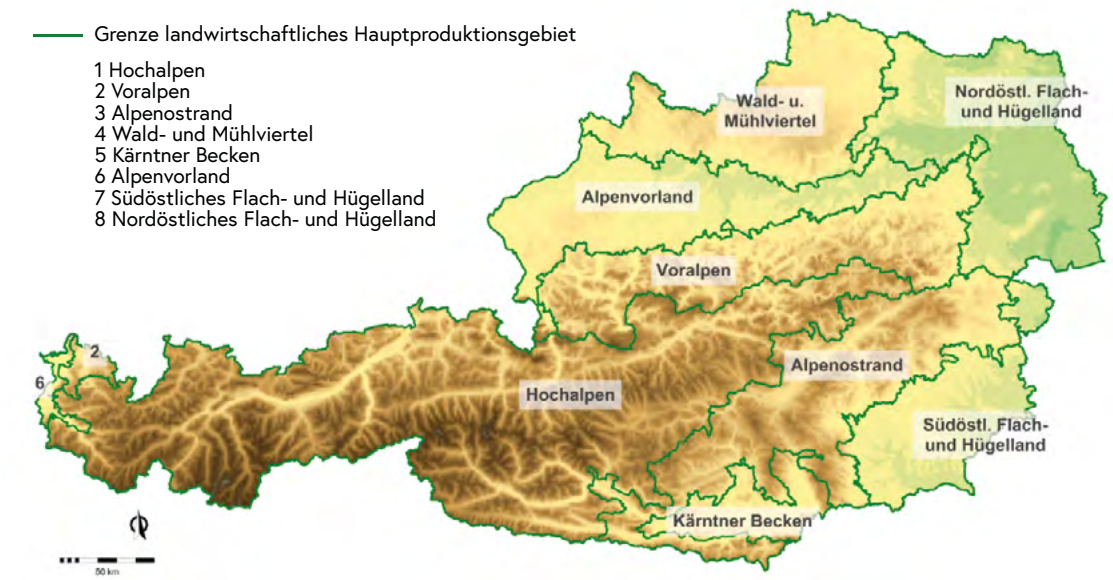 Grenze landwirtschaftliches Hauptproduktionsgebiet
1 Hochalpen
2 Voralpen
3 Alpenostrand
4 Wald- und Mühlviertel
5 Kärntner Becken
6 Alpenvorland
7 Südöstliches Flach- und Hügelland
8 Nordöstliches Flach- und Hügelland
Wald- u.
Mühlviertel
Nordöstl. Flach-
und Hügelland
Alpenvorland
Voralpen
2
6
Alpenostrand
Hochalpen
Südöstl. Flach-
und Hügelland
Kärntner Becken
50 km